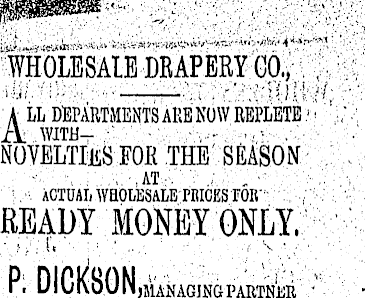 WHOLESALE DRAPERY CO.,
ALL DEPARTMENTS ARE NOW REPLETE
WITH—
NOVELTIES FOR THE SEASON
AT
ACTUAL WHOLESALE PRICES FOR
READY MONEY ONLY.
P. DICKSON, MANAGING PARTNER